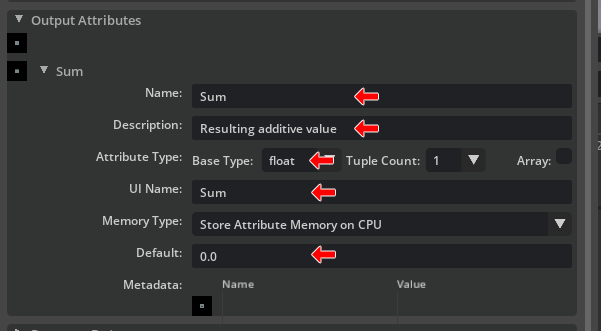 Output Attributes
Sum
Name: Sum
Description: Resulting additive value
Attribute Type: Base Type: float Tuple Count: 1 Array:
UI Name: Sum
Memory Type: Store Attribute Memory on CPU
Default: 0.0
Metadata: Name Value